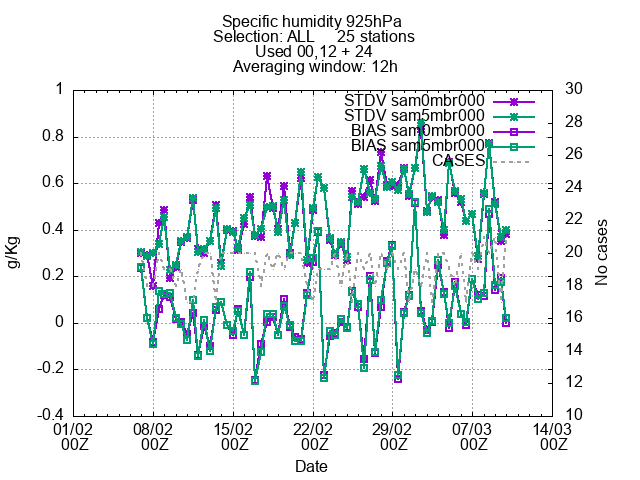 Specific humidity 925hPa
Selection: ALL 25 stations
Used 00,12 + 24
Averaging window: 12h
STDV sam0mbr000
STDV sam5mbr000
BIAS sam0mbr000
BIAS sam5mbr000
CASES
1
0.8
0.6
0.4
0.2
0
-0.2
-0.4
g/Kg
30
28
26
24
22
20
18
16
14
12
10
No cases
01/02 08/02 15/02 22/02 29/02 07/03 14/03
00Z 00Z 00Z 00Z 00Z 00Z 00Z
Date